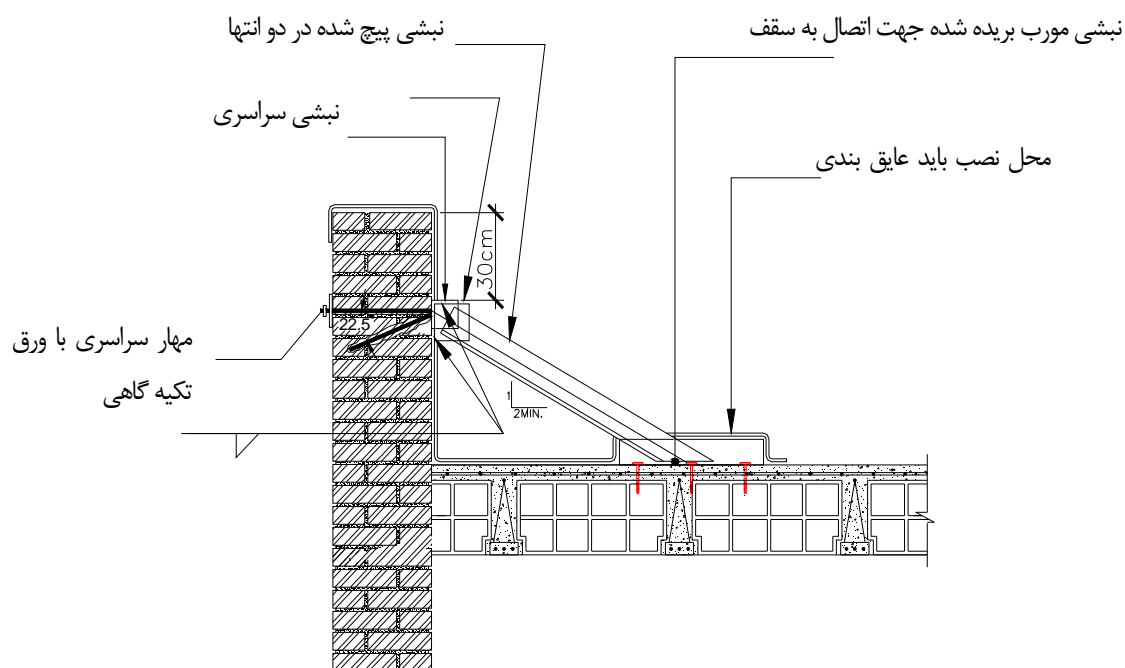 نبشی مورب بریده شده جهت اتصال به سقف
نبشی پیچ شده در دو انتها
نبشی سراسری
محل نصب باید عایق بندی
30cm
22.5
مهار سراسری با ورق
تکیه گاهی
1
2MIN.